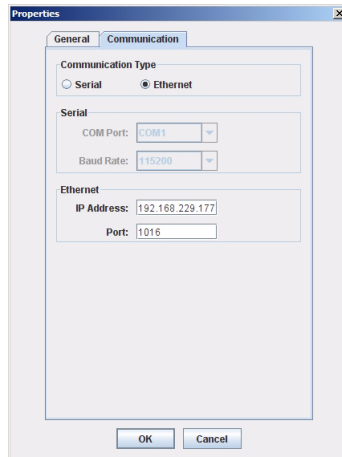 Properties
General Communication
Communication Type
Serial Ethernet
Serial
COM Port: COM1
Baud Rate: 115200
Ethernet
IP Address: 192.168.229.177
Port: 1016
OK Cancel